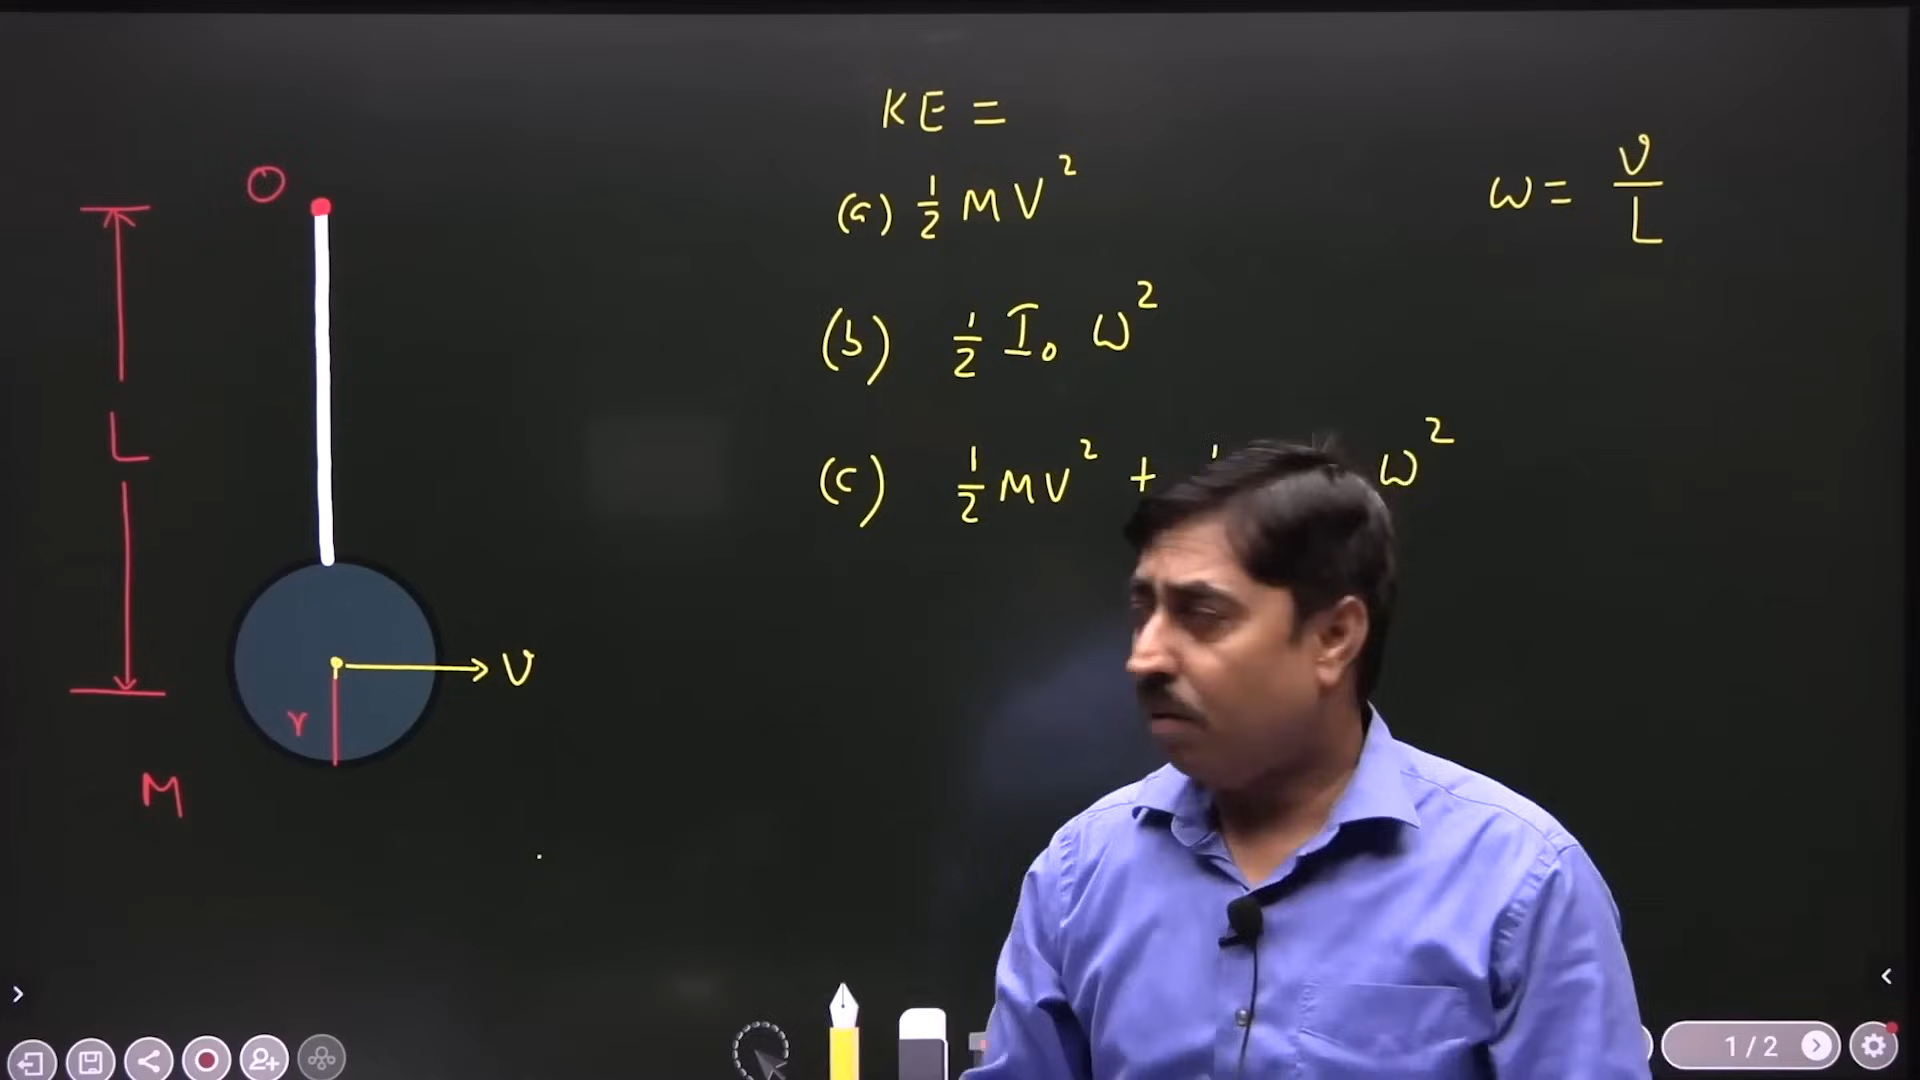 KE =
(a) 1/2 MV²
ω = v/L
(b) 1/2 I₀ ω²
(c) 1/2 MV² + ω²
O
L
v
r
M
1 / 2